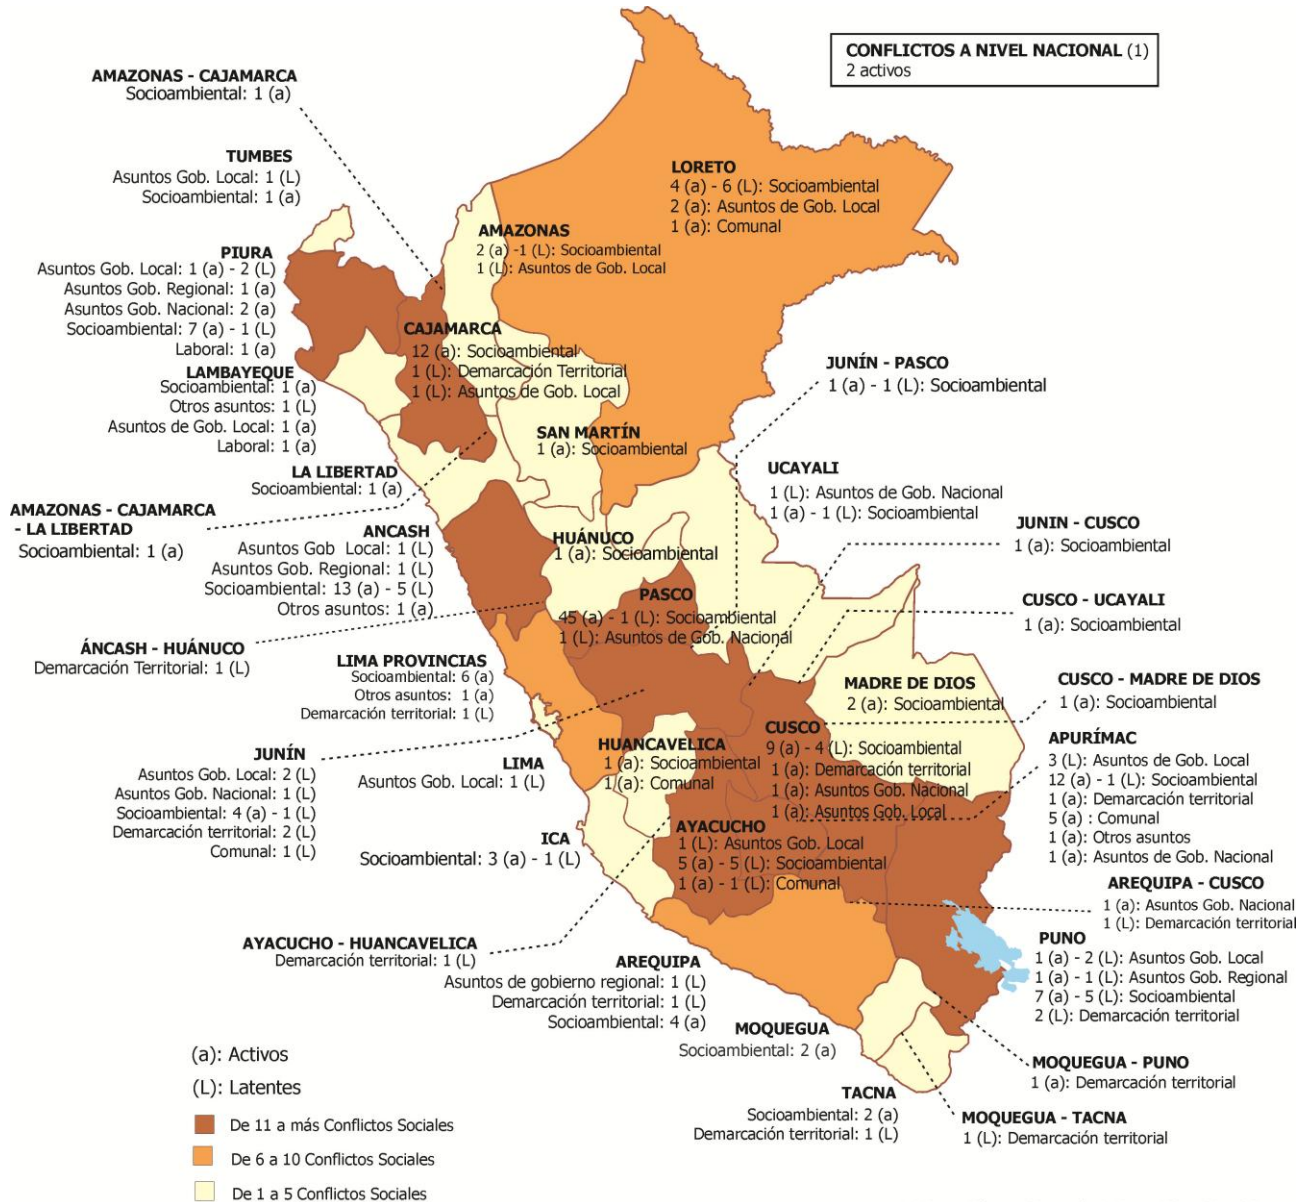 CONFLICTOS A NIVEL NACIONAL (1)
2 activos
AMAZONAS - CAJAMARCA
Socioambiental: 1 (a)
TUMBES
Asuntos Gob. Local: 1 (L)
Socioambiental: 1 (a)
PIURA
Asuntos Gob. Local: 1 (a) - 2 (L)
Asuntos Gob. Regional: 1 (a)
Asuntos Gob. Nacional: 2 (a)
Socioambiental: 7 (a) - 1 (L)
Laboral: 1 (a)
LAMBAYEQUE
Socioambiental: 1 (a)
Otros asuntos: 1 (L)
Asuntos de Gob. Local: 1 (a)
Laboral: 1 (a)
LA LIBERTAD
Socioambiental: 1 (a)
AMAZONAS - CAJAMARCA
- LA LIBERTAD
Socioambiental: 1 (a)
ANCASH
Asuntos Gob Local: 1 (L)
Asuntos Gob. Regional: 1 (L)
Socioambiental: 13 (a) - 5 (L)
Otros asuntos: 1 (a)
ÁNCASH - HUÁNUCO
Demarcación Territorial: 1 (L)
LIMA PROVINCIAS
Socioambiental: 6 (a)
Otros asuntos: 1 (a)
Demarcación territorial: 1 (L)
JUNÍN
Asuntos Gob. Local: 2 (L)
Asuntos Gob. Nacional: 1 (L)
Socioambiental: 4 (a) - 1 (L)
Demarcación territorial: 2 (L)
Comunal: 1 (L)
LIMA
Asuntos Gob. Local: 1 (L)
ICA
Socioambiental: 3 (a) - 1 (L)
AYACUCHO - HUANCAVELICA
Demarcación territorial: 1 (L)
AREQUIPA
Asuntos de gobierno regional: 1 (L)
Demarcación territorial: 1 (L)
Socioambiental: 4 (a)
MOQUEGUA
Socioambiental: 2 (a)
TACNA
Socioambiental: 2 (a)
Demarcación territorial: 1 (L)
LORETO
4 (a) - 6 (L): Socioambiental
2 (a): Asuntos de Gob. Local
1 (a): Comunal
AMAZONAS
2 (a) -1 (L): Socioambiental
1 (L): Asuntos de Gob. Local
CAJAMARCA
12 (a): Socioambiental
1 (L): Demarcación Territorial
1 (L): Asuntos de Gob. Local
SAN MARTÍN
1 (a): Socioambiental
HUÁNUCO
1 (a): Socioambiental
PASCO
45 (a) - 1 (L): Socioambiental
1 (L): Asuntos de Gob. Nacional
HUANCAVELICA
1 (a): Socioambiental
1 (a): Comunal
AYACUCHO
1 (L): Asuntos Gob. Local
5 (a) - 5 (L): Socioambiental
1 (a) - 1 (L): Comunal
CUSCO
9 (a) - 4 (L): Socioambiental
1 (a): Demarcación territorial
1 (a): Asuntos Gob. Nacional
1 (a): Asuntos Gob. Local
MADRE DE DIOS
2 (a): Socioambiental
JUNÍN - PASCO
1 (a) - 1 (L): Socioambiental
UCAYALI
1 (L): Asuntos de Gob. Nacional
1 (a) - 1 (L): Socioambiental
JUNIN - CUSCO
1 (a): Socioambiental
CUSCO - UCAYALI
1 (a): Socioambiental
CUSCO - MADRE DE DIOS
1 (a): Socioambiental
APURÍMAC
3 (L): Asuntos de Gob. Local
12 (a) - 1 (L): Socioambiental
1 (a): Demarcación territorial
5 (a) : Comunal
1 (a): Otros asuntos
1 (a): Asuntos de Gob. Nacional
AREQUIPA - CUSCO
1 (a): Asuntos Gob. Nacional
1 (L): Demarcación territorial
PUNO
1 (a) - 2 (L): Asuntos Gob. Local
1 (a) - 1 (L): Asuntos Gob. Regional
7 (a) - 5 (L): Socioambiental
2 (L): Demarcación territorial
MOQUEGUA - PUNO
1 (a): Demarcación territorial
MOQUEGUA - TACNA
1 (L): Demarcación territorial
(a): Activos
(L): Latentes
De 11 a más Conflictos Sociales
De 6 a 10 Conflictos Sociales
De 1 a 5 Conflictos Sociales